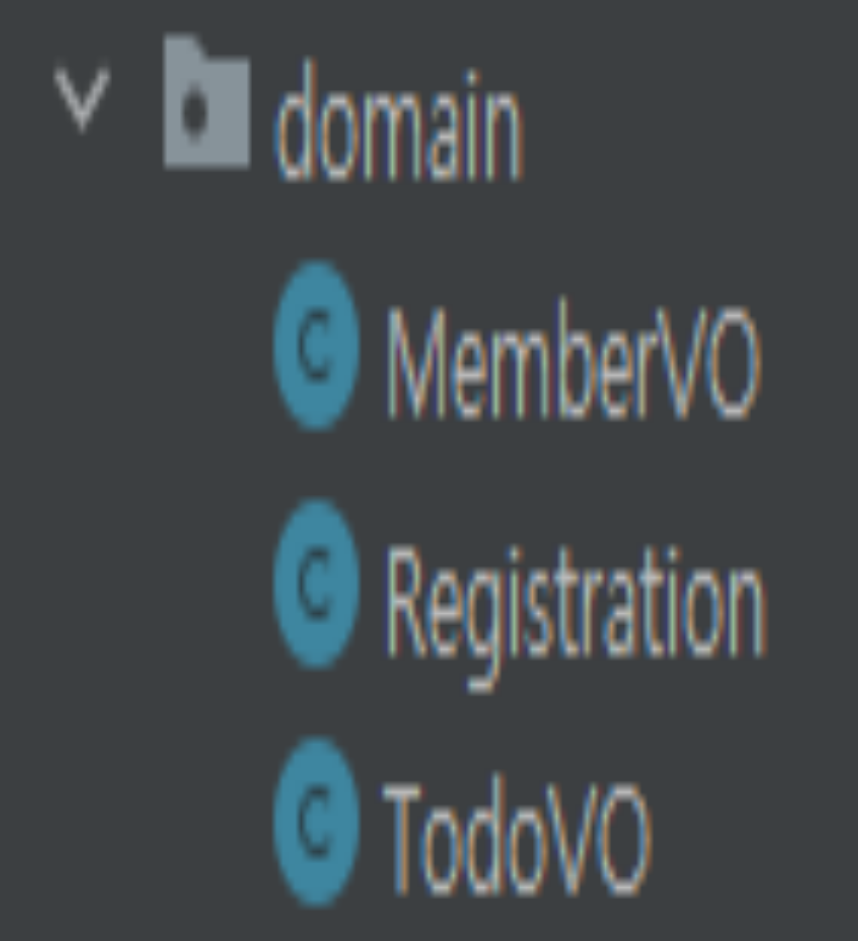 domain
C MemberVO
C Registration
C TodoVO